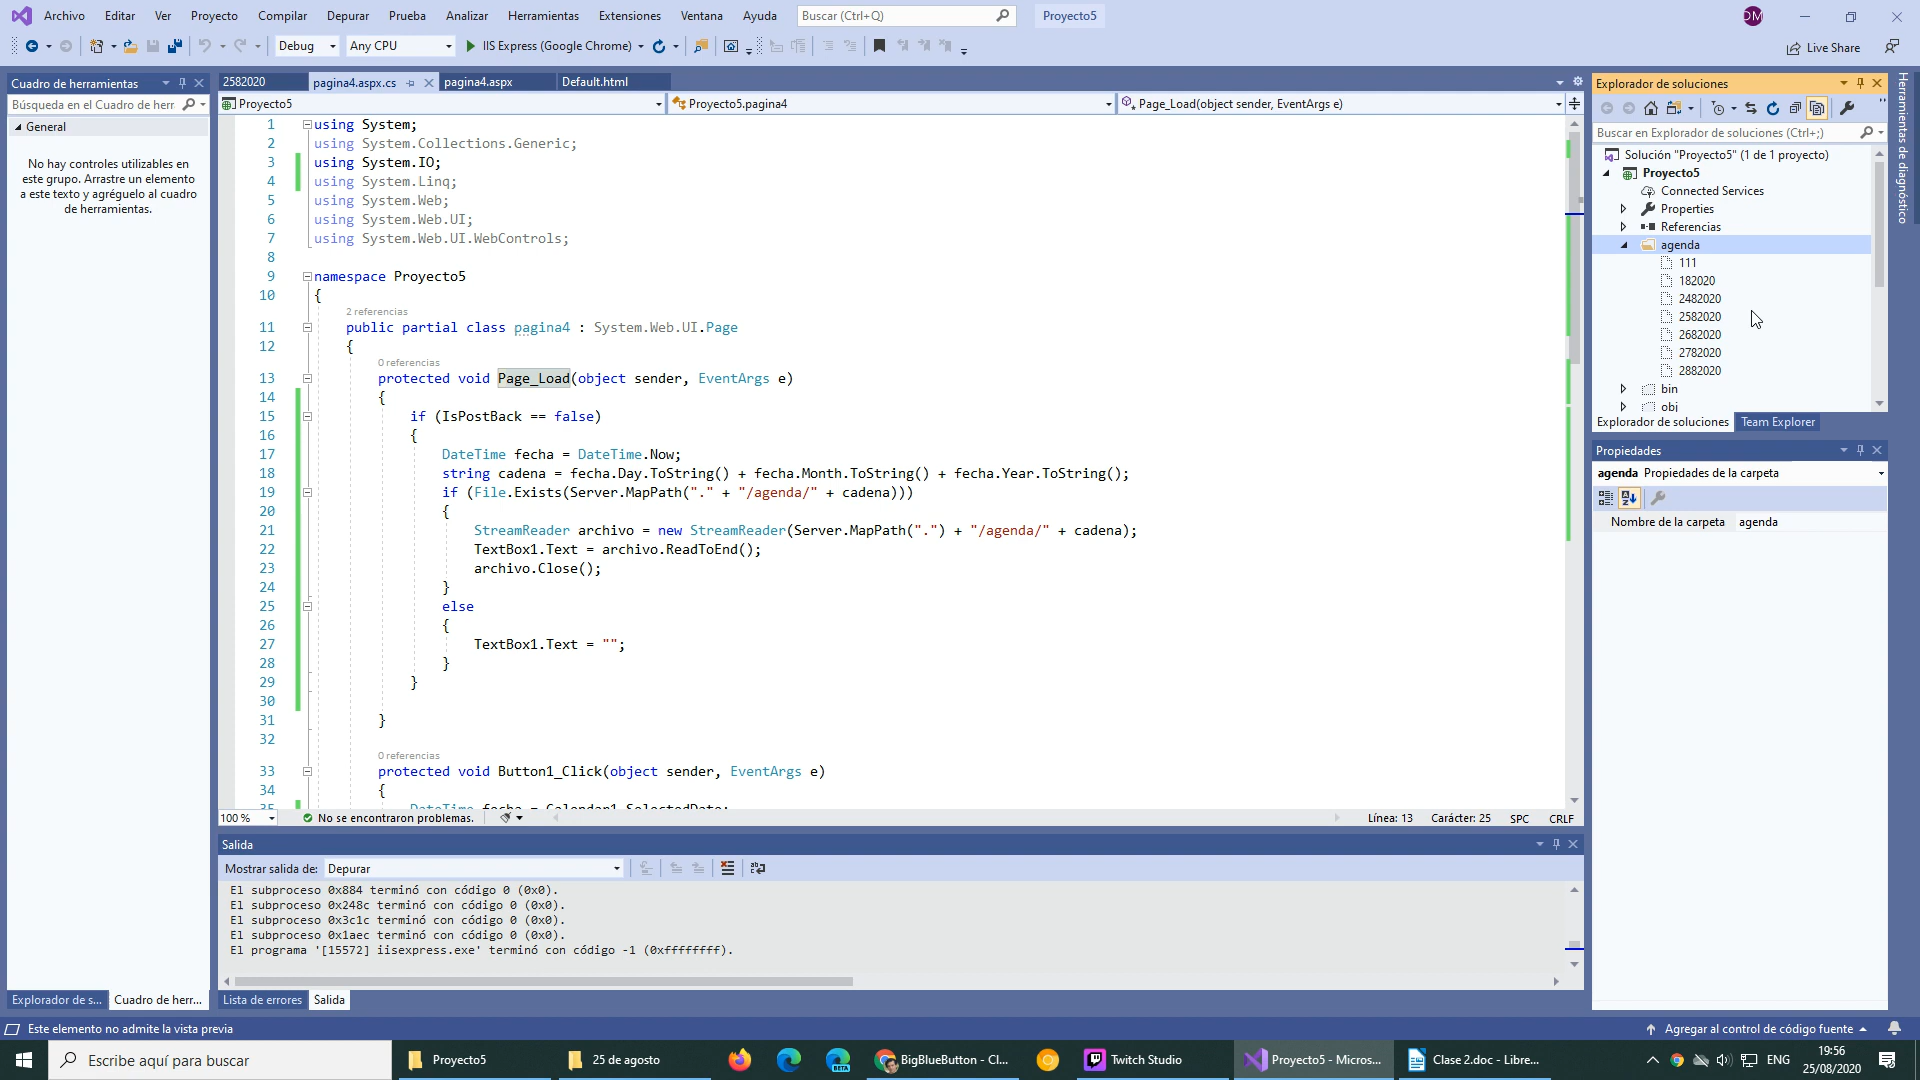 Archivo Editar Ver Proyecto Compilar Depurar Prueba Analizar Herramientas Extensiones Ventana Ayuda Buscar (Ctrl+Q) Proyecto5 DM
Debug Any CPU IIS Express (Google Chrome) Live Share
Cuadro de herramientas
Búsqueda en el Cuadro de herr
General
No hay controles utilizables en
este grupo. Arrastre un elemento
a este texto y agréguelo al cuadro
de herramientas.
Explorador de s... Cuadro de herr...
2582020 pagina4.aspx.cs pagina4.aspx Default.html
Proyecto5 Proyecto5.pagina4 Page_Load(object sender, EventArgs e)
1 using System;
2 using System.Collections.Generic;
3 using System.IO;
4 using System.Linq;
5 using System.Web;
6 using System.Web.UI;
7 using System.Web.UI.WebControls;
8
9 namespace Proyecto5
10 {
2 referencias
11 public partial class pagina4 : System.Web.UI.Page
12 {
0 referencias
13 protected void Page_Load(object sender, EventArgs e)
14 {
15 if (IsPostBack == false)
16 {
17 DateTime fecha = DateTime.Now;
18 string cadena = fecha.Day.ToString() + fecha.Month.ToString() + fecha.Year.ToString();
19 if (File.Exists(Server.MapPath("." + "/agenda/" + cadena)))
20 {
21 StreamReader archivo = new StreamReader(Server.MapPath(".") + "/agenda/" + cadena);
22 TextBox1.Text = archivo.ReadToEnd();
23 archivo.Close();
24 }
25 else
26 {
27 TextBox1.Text = "";
28 }
29 }
30
31 }
32
0 referencias
33 protected void Button1_Click(object sender, EventArgs e)
34 {
35 DateTime fecha = Calendar1.SelectedDate;
100 % No se encontraron problemas. Línea: 13 Carácter: 25 SPC CRLF
Salida
Mostrar salida de: Depurar
El subproceso 0x884 terminó con código 0 (0x0).
El subproceso 0x248c terminó con código 0 (0x0).
El subproceso 0x3c1c terminó con código 0 (0x0).
El subproceso 0x1aec terminó con código 0 (0x0).
El programa '[15572] iisexpress.exe' terminó con código -1 (0xffffffff).
Lista de errores Salida
Explorador de soluciones
Buscar en Explorador de soluciones (Ctrl+;)
Solución "Proyecto5" (1 de 1 proyecto)
Proyecto5
Connected Services
Properties
Referencias
agenda
111
182020
2482020
2582020
2682020
2782020
2882020
bin
obj
Explorador de soluciones Team Explorer
Propiedades
agenda Propiedades de la carpeta
Nombre de la carpeta agenda
Herramientas de diagnóstico
Este elemento no admite la vista previa Agregar al control de código fuente
Escribe aquí para buscar Proyecto5 25 de agosto BETA BigBlueButton - Cl... Twitch Studio Proyecto5 - Micros... Clase 2.doc - Libre... ENG 19:56
25/08/2020